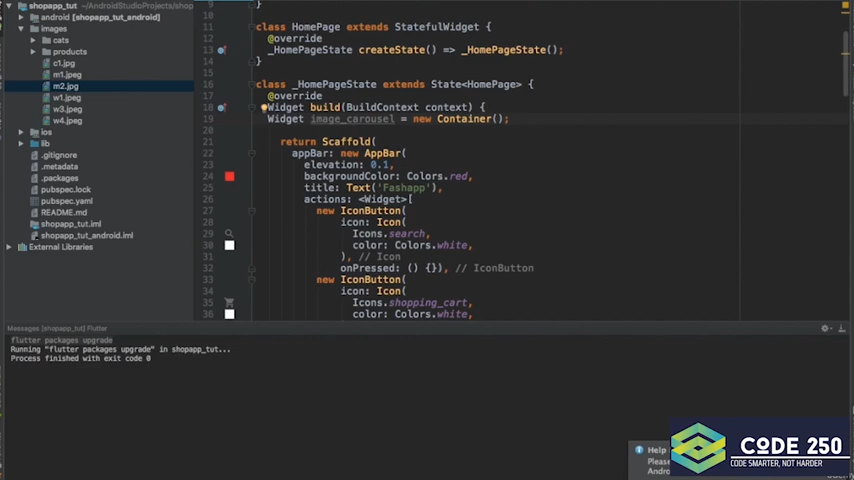 shopapp_tut ~/AndroidStudioProjects/shop
shopapp_tut_android
images
cats
products
c1.jpg
m1.jpeg
m2.jpg
w1.jpeg
w3.jpeg
w4.jpeg
ios
lib
.gitignore
.metadata
.packages
pubspec.lock
pubspec.yaml
README.md
shopapp_tut.iml
shopapp_tut_android.iml
External Libraries
9 }
10
11 class HomePage extends StatefulWidget {
12 @override
13 _HomePageState createState() => _HomePageState();
14 }
15
16 class _HomePageState extends State<HomePage> {
17 @override
18 Widget build(BuildContext context) {
19 Widget image_carousel = new Container();
20
21 return Scaffold(
22 appBar: new AppBar(
23 elevation: 0.1,
24 backgroundColor: Colors.red,
25 title: Text('Fashapp'),
26 actions: <Widget>[
27 new IconButton(
28 icon: Icon(
29 Icons.search,
30 color: Colors.white,
31 ), // Icon
32 onPressed: () {}), // IconButton
33 new IconButton(
34 icon: Icon(
35 Icons.shopping_cart,
36 color: Colors.white,
Messages [shopapp_tut] Flutter
flutter packages upgrade
Running "flutter packages upgrade" in shopapp_tut...
Process finished with exit code 0
Help
Please
Andro
CODE 250
CODE SMARTER, NOT HARDER